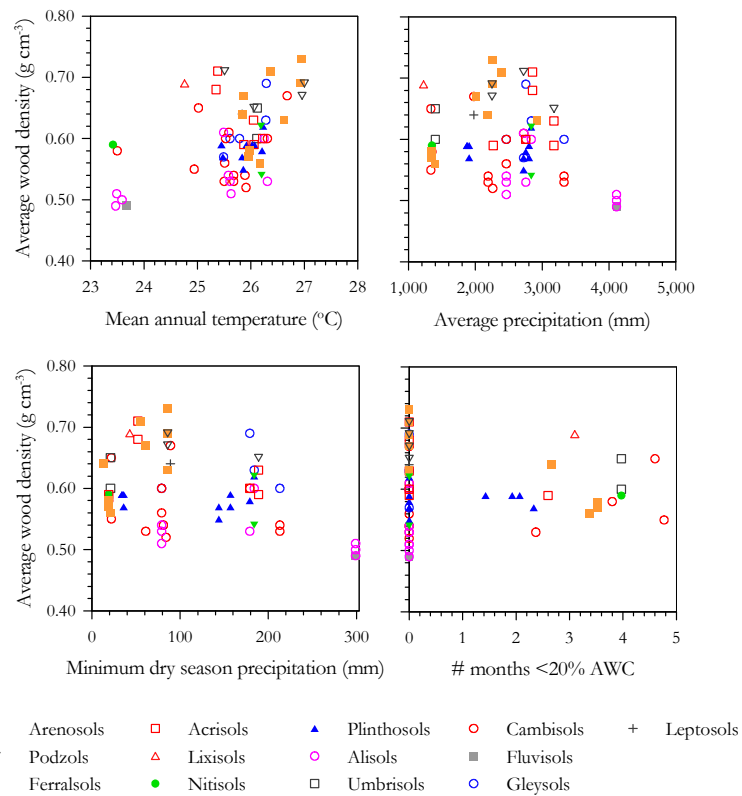 0.80
0.70
0.60
0.50
0.40
Average wood density (g cm-3)
23 24 25 26 27 28
Mean annual temperature (ºC)
1,000 2,000 3,000 4,000 5,000
Average precipitation (mm)
0.80
0.70
0.60
0.50
0.40
Average wood density (g cm-3)
0 100 200 300
Minimum dry season precipitation (mm)
0 1 2 3 4 5
# months <20% AWC
Arenosols Acrisols Plinthosols Cambisols Leptosols
Podzols Lixisols Alisols Fluvisols
Ferralsols Nitisols Umbrisols Gleysols